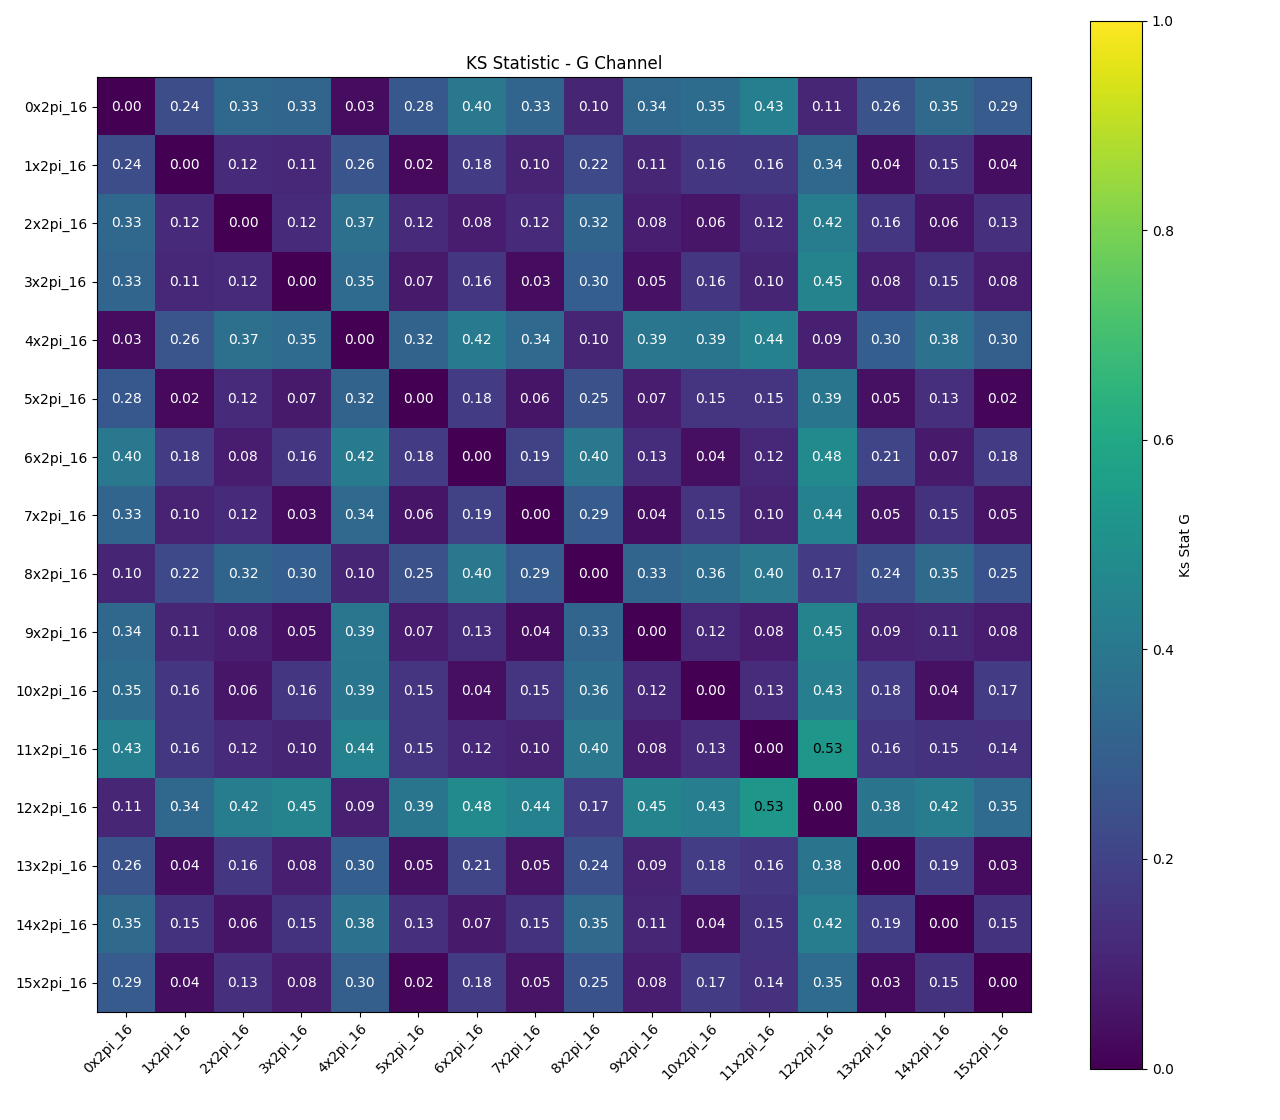 KS Statistic - G Channel
0x2pi_16 0.00 0.24 0.33 0.33 0.03 0.28 0.40 0.33 0.10 0.34 0.35 0.43 0.11 0.26 0.35 0.29
1x2pi_16 0.24 0.00 0.12 0.11 0.26 0.02 0.18 0.10 0.22 0.11 0.16 0.16 0.34 0.04 0.15 0.04
2x2pi_16 0.33 0.12 0.00 0.12 0.37 0.12 0.08 0.12 0.32 0.08 0.06 0.12 0.42 0.16 0.06 0.13
3x2pi_16 0.33 0.11 0.12 0.00 0.35 0.07 0.16 0.03 0.30 0.05 0.16 0.10 0.45 0.08 0.15 0.08
4x2pi_16 0.03 0.26 0.37 0.35 0.00 0.32 0.42 0.34 0.10 0.39 0.39 0.44 0.09 0.30 0.38 0.30
5x2pi_16 0.28 0.02 0.12 0.07 0.32 0.00 0.18 0.06 0.25 0.07 0.15 0.15 0.39 0.05 0.13 0.02
6x2pi_16 0.40 0.18 0.08 0.16 0.42 0.18 0.00 0.19 0.40 0.13 0.04 0.12 0.48 0.21 0.07 0.18
7x2pi_16 0.33 0.10 0.12 0.03 0.34 0.06 0.19 0.00 0.29 0.04 0.15 0.10 0.44 0.05 0.15 0.05
8x2pi_16 0.10 0.22 0.32 0.30 0.10 0.25 0.40 0.29 0.00 0.33 0.36 0.40 0.17 0.24 0.35 0.25
9x2pi_16 0.34 0.11 0.08 0.05 0.39 0.07 0.13 0.04 0.33 0.00 0.12 0.08 0.45 0.09 0.11 0.08
10x2pi_16 0.35 0.16 0.06 0.16 0.39 0.15 0.04 0.15 0.36 0.12 0.00 0.13 0.43 0.18 0.04 0.17
11x2pi_16 0.43 0.16 0.12 0.10 0.44 0.15 0.12 0.10 0.40 0.08 0.13 0.00 0.53 0.16 0.15 0.14
12x2pi_16 0.11 0.34 0.42 0.45 0.09 0.39 0.48 0.44 0.17 0.45 0.43 0.53 0.00 0.38 0.42 0.35
13x2pi_16 0.26 0.04 0.16 0.08 0.30 0.05 0.21 0.05 0.24 0.09 0.18 0.16 0.38 0.00 0.19 0.03
14x2pi_16 0.35 0.15 0.06 0.15 0.38 0.13 0.07 0.15 0.35 0.11 0.04 0.15 0.42 0.19 0.00 0.15
15x2pi_16 0.29 0.04 0.13 0.08 0.30 0.02 0.18 0.05 0.25 0.08 0.17 0.14 0.35 0.03 0.15 0.00
0x2pi_16 1x2pi_16 2x2pi_16 3x2pi_16 4x2pi_16 5x2pi_16 6x2pi_16 7x2pi_16 8x2pi_16 9x2pi_16 10x2pi_16 11x2pi_16 12x2pi_16 13x2pi_16 14x2pi_16 15x2pi_16
1.0
0.8
0.6
0.4
0.2
0.0
Ks Stat G